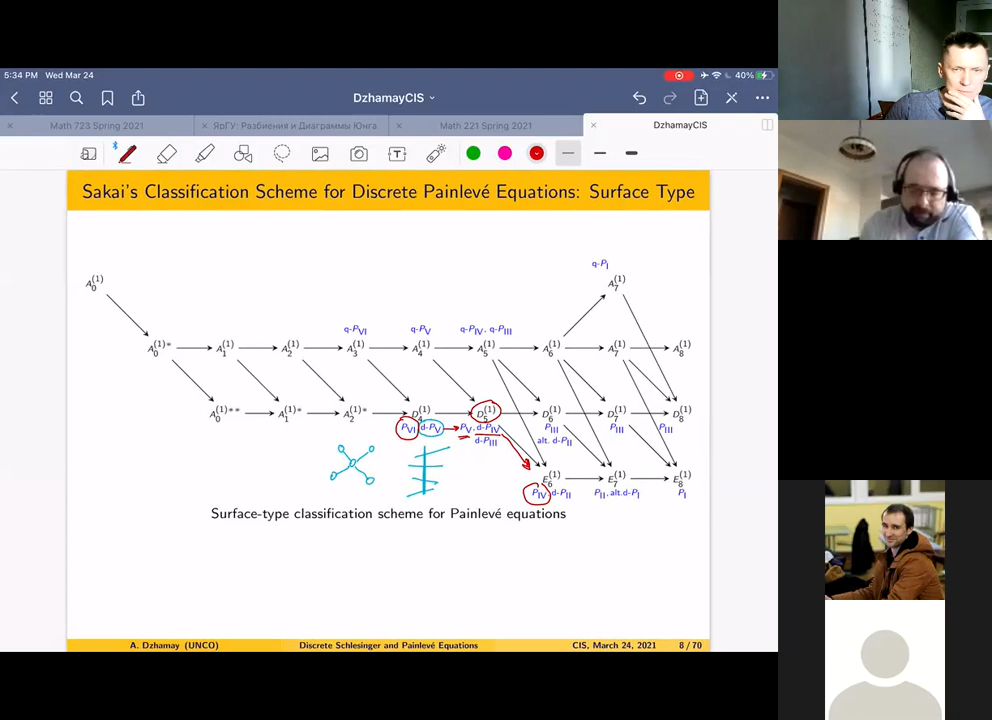 5:34 PM Wed Mar 24
40%
DzhamayCIS
Math 723 Spring 2021
ЯрГУ: Разбиения и Диаграммы Юнга
Math 221 Spring 2021
DzhamayCIS
Sakai's Classification Scheme for Discrete Painlevé Equations: Surface Type
q-P_I
A_0^(1) A_7^(1)
q-P_VI q-P_V q-P_IV, q-P_III
A_0^(1)* A_1^(1) A_2^(1) A_3^(1) A_4^(1) A_5^(1) A_6^(1) A_7^(1) A_8^(1)
A_0^(1)** A_1^(1)* A_2^(1)* D_4^(1) D_5^(1) D_6^(1) D_7^(1) D_8^(1)
P_VI d-P_V P_V, d-P_IV P_III P_III P_III
d-P_III alt. d-P_II
E_6^(1) E_7^(1) E_8^(1)
P_IV, d-P_II P_II, alt.d-P_I P_I
Surface-type classification scheme for Painlevé equations
A. Dzhamay (UNCO) Discrete Schlesinger and Painlevé Equations CIS, March 24, 2021 8 / 70